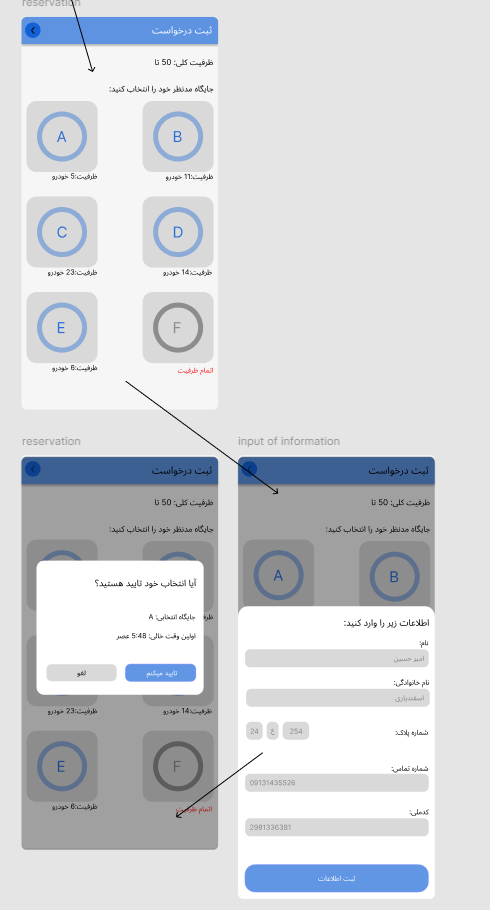 reservation
ثبت درخواست
ظرفیت کلی: 50 تا
جایگاه مدنظر خود را انتخاب کنید:
A B
ظرفیت:5 خودرو ظرفیت:11 خودرو
C D
ظرفیت:23 خودرو ظرفیت:14 خودرو
E F
ظرفیت:6 خودرو اتمام ظرفیت
reservation
ثبت درخواست
ظرفیت کلی: 50 تا
جایگاه مدنظر خود را انتخاب کنید:
آیا انتخاب خود تایید هستید؟
جایگاه انتخابی: A
اولین وقت خالی: 5:48 عصر
تایید میکنم
لغو
ظرفیت:23 خودرو ظرفیت:14 خودرو
E F
ظرفیت:6 خودرو اتمام ظرفیت
input of information
ثبت درخواست
ظرفیت کلی: 50 تا
جایگاه مدنظر خود را انتخاب کنید:
A B
اطلاعات زیر را وارد کنید:
نام:
امیر حسین
نام خانوادگی:
اسفندیاری
شماره پلاک: 254 ع 24
شماره تماس:
09131435526
کدملی:
2981336381
ثبت اطلاعات